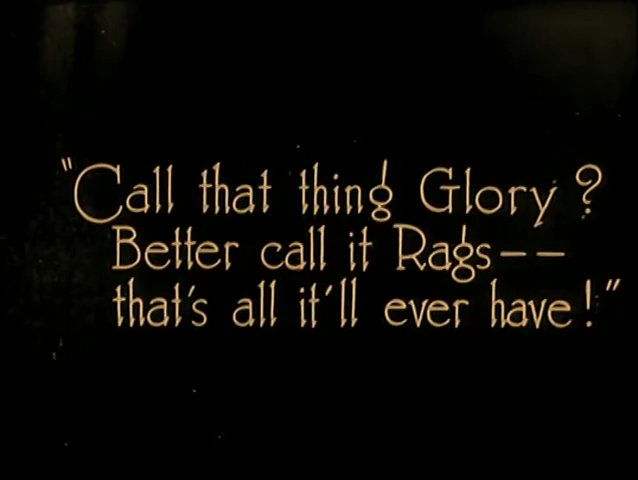 "Call that thing Glory?
Better call it Rags--
that's all it'll ever have!"